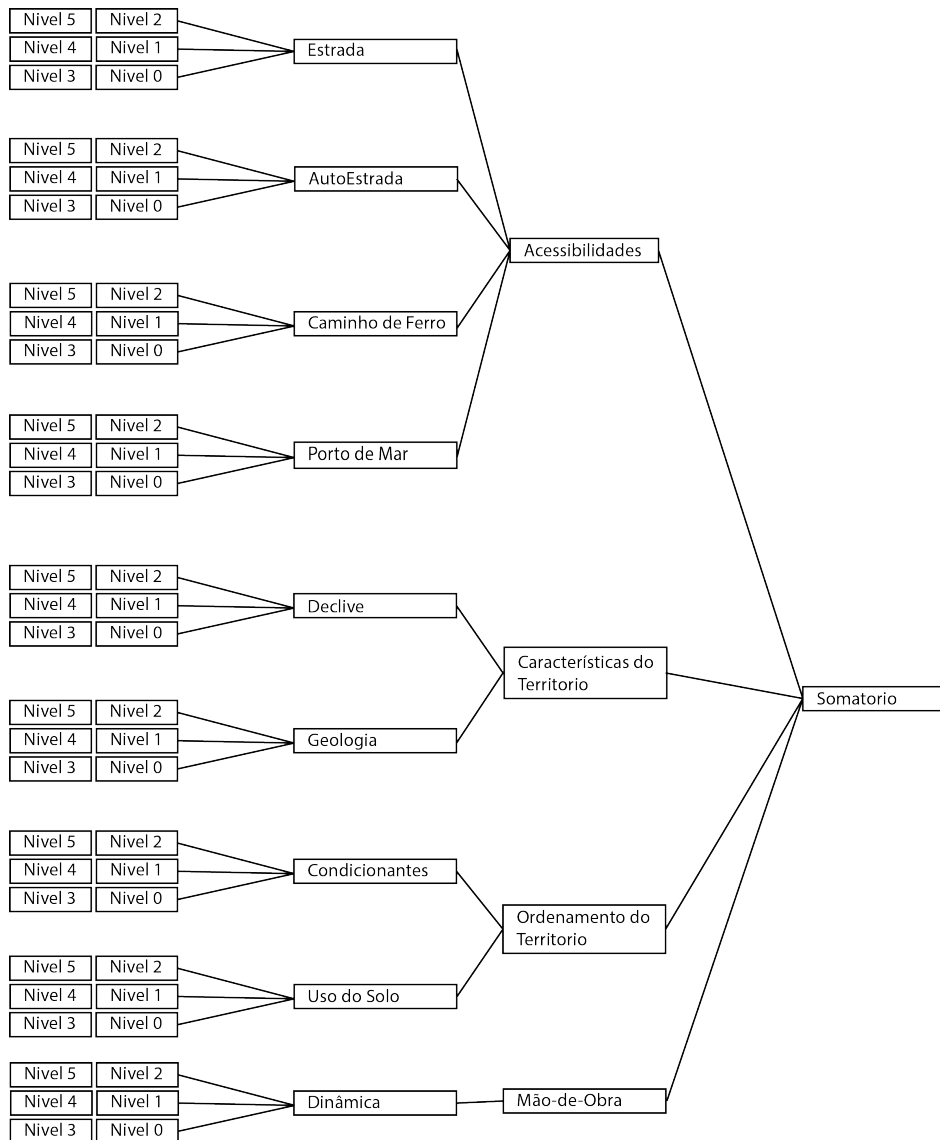 Nivel 5 Nivel 2
Nivel 4 Nivel 1
Nivel 3 Nivel 0
Estrada
Nivel 5 Nivel 2
Nivel 4 Nivel 1
Nivel 3 Nivel 0
AutoEstrada
Acessibilidades
Nivel 5 Nivel 2
Nivel 4 Nivel 1
Nivel 3 Nivel 0
Caminho de Ferro
Nivel 5 Nivel 2
Nivel 4 Nivel 1
Nivel 3 Nivel 0
Porto de Mar
Nivel 5 Nivel 2
Nivel 4 Nivel 1
Nivel 3 Nivel 0
Declive
Características do
Territorio
Somatorio
Nivel 5 Nivel 2
Nivel 4 Nivel 1
Nivel 3 Nivel 0
Geologia
Nivel 5 Nivel 2
Nivel 4 Nivel 1
Nivel 3 Nivel 0
Condicionantes
Ordenamento do
Territorio
Nivel 5 Nivel 2
Nivel 4 Nivel 1
Nivel 3 Nivel 0
Uso do Solo
Nivel 5 Nivel 2
Nivel 4 Nivel 1
Nivel 3 Nivel 0
Dinâmica
Mão-de-Obra